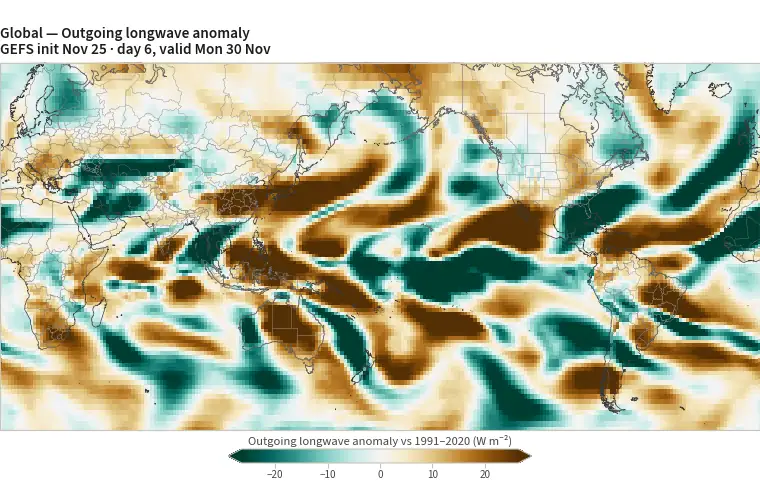 Global — Outgoing longwave anomaly
GEFS init Nov 25 · day 6, valid Mon 30 Nov
Outgoing longwave anomaly vs 1991–2020 (W m⁻²)
−20 −10 0 10 20